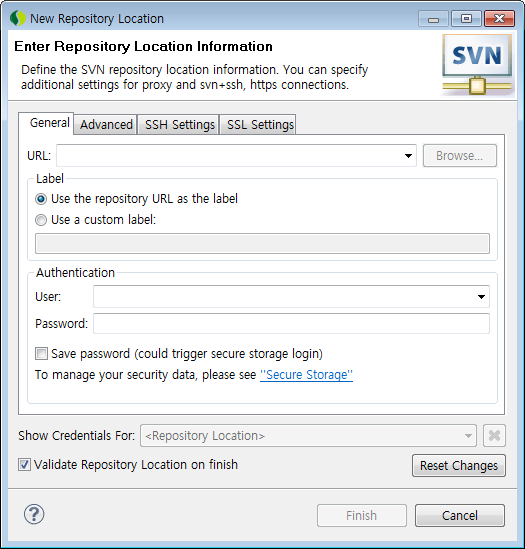 New Repository Location
Enter Repository Location Information
Define the SVN repository location information. You can specify
additional settings for proxy and svn+ssh, https connections.
SVN
General Advanced SSH Settings SSL Settings
URL: Browse...
Label
Use the repository URL as the label
Use a custom label:
Authentication
User:
Password:
Save password (could trigger secure storage login)
To manage your security data, please see "Secure Storage"
Show Credentials For: <Repository Location>
Validate Repository Location on finish Reset Changes
? Finish Cancel